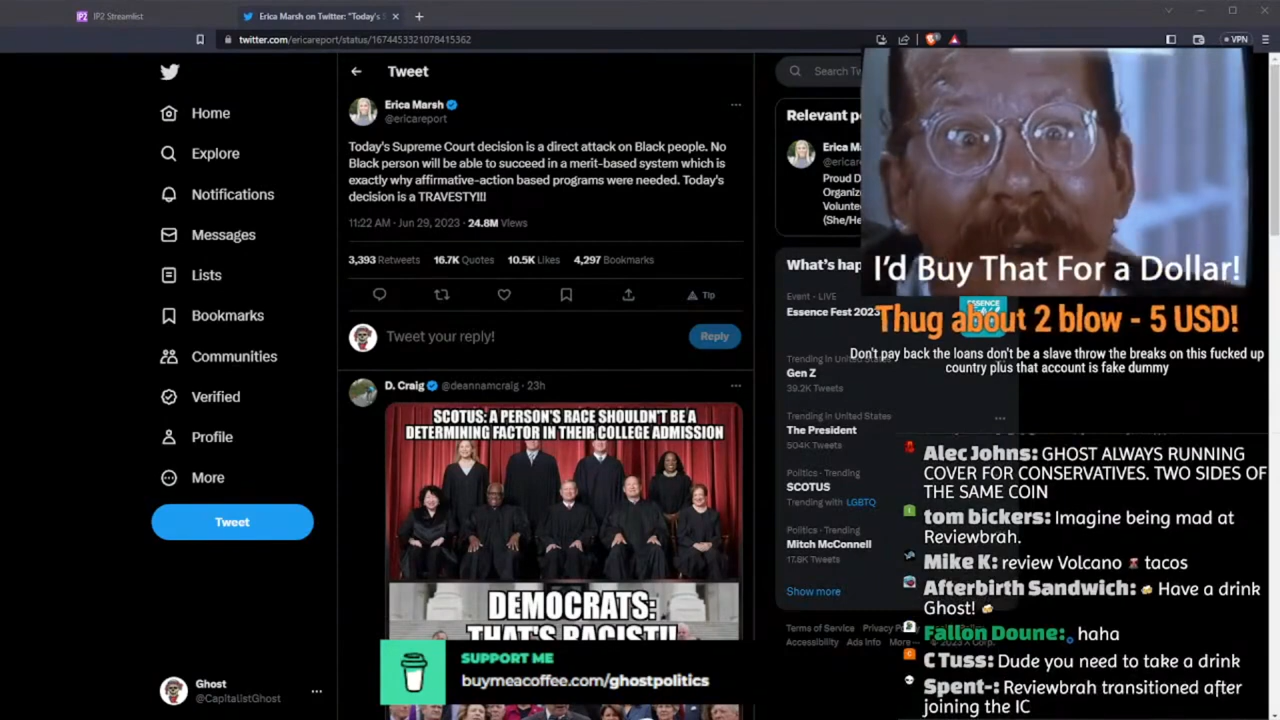 IP2 Streamlist
Erica Marsh on Twitter: "Today's S
twitter.com/ericareport/status/1674453321078415362
VPN
Home
Explore
Notifications
Messages
Lists
Bookmarks
Communities
Verified
Profile
More
Tweet
Ghost
@CapitalistGhost
Tweet
Erica Marsh
@ericareport
Today's Supreme Court decision is a direct attack on Black people. No
Black person will be able to succeed in a merit-based system which is
exactly why affirmative-action based programs were needed. Today's
decision is a TRAVESTY!!!
11:22 AM · Jun 29, 2023 · 24.8M Views
3,393 Retweets 16.7K Quotes 10.5K Likes 4,297 Bookmarks
Tip
Tweet your reply!
Reply
D. Craig @deannamcraig · 23h
SCOTUS: A PERSON'S RACE SHOULDN'T BE A
DETERMINING FACTOR IN THEIR COLLEGE ADMISSION
DEMOCRATS:
THAT'S RACIST!!
SUPPORT ME
buymeacoffee.com/ghostpolitics
Search Tw
Relevant pe
Erica Ma
@ericare
Proud D
Organiz
Volunte
(She/He
What's hap
Event · LIVE
Essence Fest 2023
ESSENCE
Trending in United States
Gen Z
39.2K Tweets
Trending in United States
The President
504K Tweets
Politics · Trending
SCOTUS
Trending with LGBTQ
Politics · Trending
Mitch McConnell
17.8K Tweets
Show more
Terms of Service Privacy
Accessibility Ads info More
© 2023 X Corp.
I'd Buy That For a Dollar!
Thug about 2 blow - 5 USD!
Don't pay back the loans don't be a slave throw the breaks on this fucked up
country plus that account is fake dummy
Alec Johns: GHOST ALWAYS RUNNING
COVER FOR CONSERVATIVES. TWO SIDES OF
THE SAME COIN
tom bickers: Imagine being mad at
Reviewbrah.
Mike K: review Volcano 🌋 tacos
Afterbirth Sandwich: 🍻 Have a drink
Ghost! 🍻
Fallon Doune: haha
C Tuss: Dude you need to take a drink
Spent-: Reviewbrah transitioned after
joining the IC